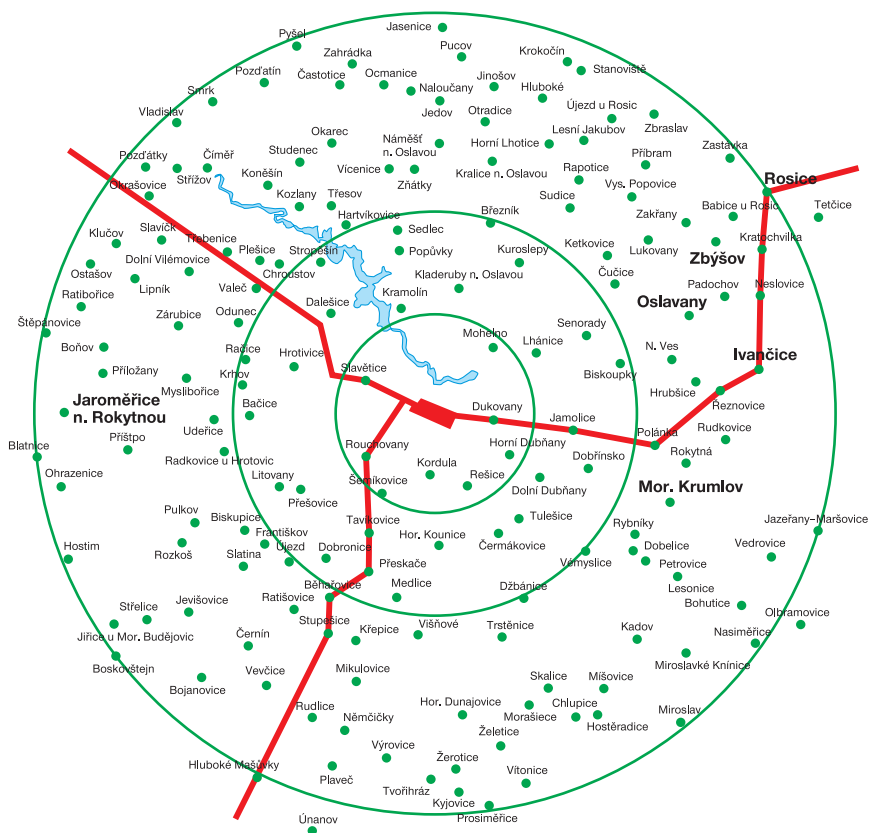 Jasenice
Pyšel
Pucov
Krokočín
Zahrádka
Stanoviště
Pozďatín
Častotice
Ocmanice
Jinošov
Naloučany
Hluboké
Smrk
Jedov
Újezd u Rosic
Vladislav
Otradice
Zbraslav
Okarec
Náměšť
n. Oslavou
Horní Lhotice
Lesní Jakubov
Zastávka
Pozďátky
Číměř
Studenec
Vícenice
Příbram
Střížov
Koněšín
Zňátky
Kralice n. Oslavou
Rapotice
Rosice
Okrašovice
Vys. Popovice
Kozlany
Třesov
Sudice
Babice u Rosic
Tetčice
Hartvíkovice
Březník
Zakřany
Klučov
Slavíčk
Sedlec
Kratochvilka
Třebenice
Plešice
Stropěšín
Popůvky
Kuroslepy
Ketkovice
Lukovany
Zbýšov
Ostašov
Dolní Vilémovice
Chroustov
Kladeruby n. Oslavou
Čučice
Neslovice
Lipník
Valeč
Padochov
Ratibořice
Kramolín
Oslavany
Dalešice
Zárubice
Odunec
Štěpánovice
Mohelno
Senorady
Boňov
Račice
Lhánice
N. Ves
Ivančice
Hrotivice
Slavětice
Příložany
Krhov
Biskoupky
Myslibořice
Hrubšice
Jaroměřice
n. Rokytnou
Bačice
Dukovany
Jamolice
Řeznovice
Udeřice
Polánka
Rudkovice
Příštpo
Rouchovany
Horní Dubňany
Blatnice
Radkovice u Hrotovic
Rokytná
Dobřínsko
Kordula
Litovany
Šemíkovice
Rešice
Dolní Dubňany
Ohrazenice
Mor. Krumlov
Přešovice
Pulkov
Tulešice
Jazeřany-Maršovice
Biskupice
Tavíkovice
Rybníky
Františkov
Hor. Kounice
Čermákovice
Dobelice
Vedrovice
Rozkoš
Slatina
Újezd
Dobronice
Hostim
Vémyslice
Petrovice
Přeskače
Běhařovice
Medlice
Džbánice
Lesonice
Bohutice
Střelice
Jevišovice
Ratišovice
Olbramovice
Stupešice
Jiřice u Mor. Budějovic
Křepice
Višňové
Trstěnice
Kadov
Nasiměřice
Černín
Boskovštejn
Miroslavké Knínice
Vevčice
Mikulovice
Skalice
Míšovice
Bojanovice
Hor. Dunajovice
Chlupice
Miroslav
Rudlice
Morašiece
Němčičky
Želetice
Hostěradice
Výrovice
Žerotice
Hluboké Mašůvky
Plaveč
Vítonice
Tvořihráz
Kyjovice
Prosiměřice
Únanov